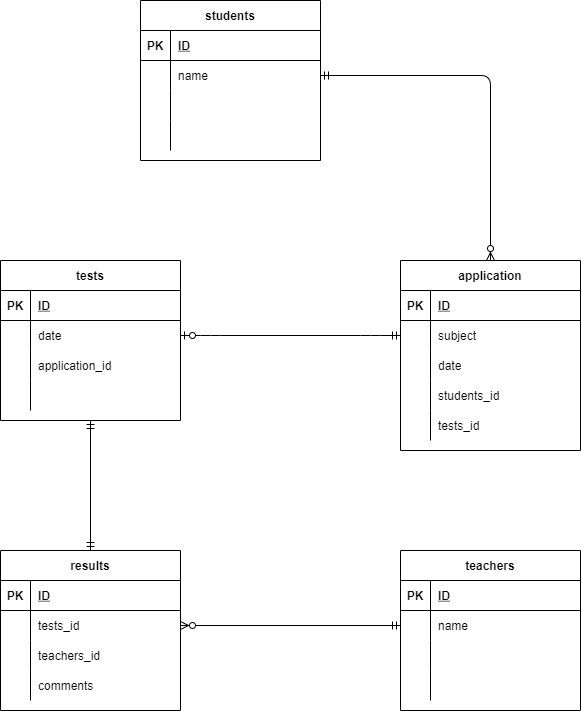 students
PK ID
name
tests
PK ID
date
application_id
application
PK ID
subject
date
students_id
tests_id
results
PK ID
tests_id
teachers_id
comments
teachers
PK ID
name